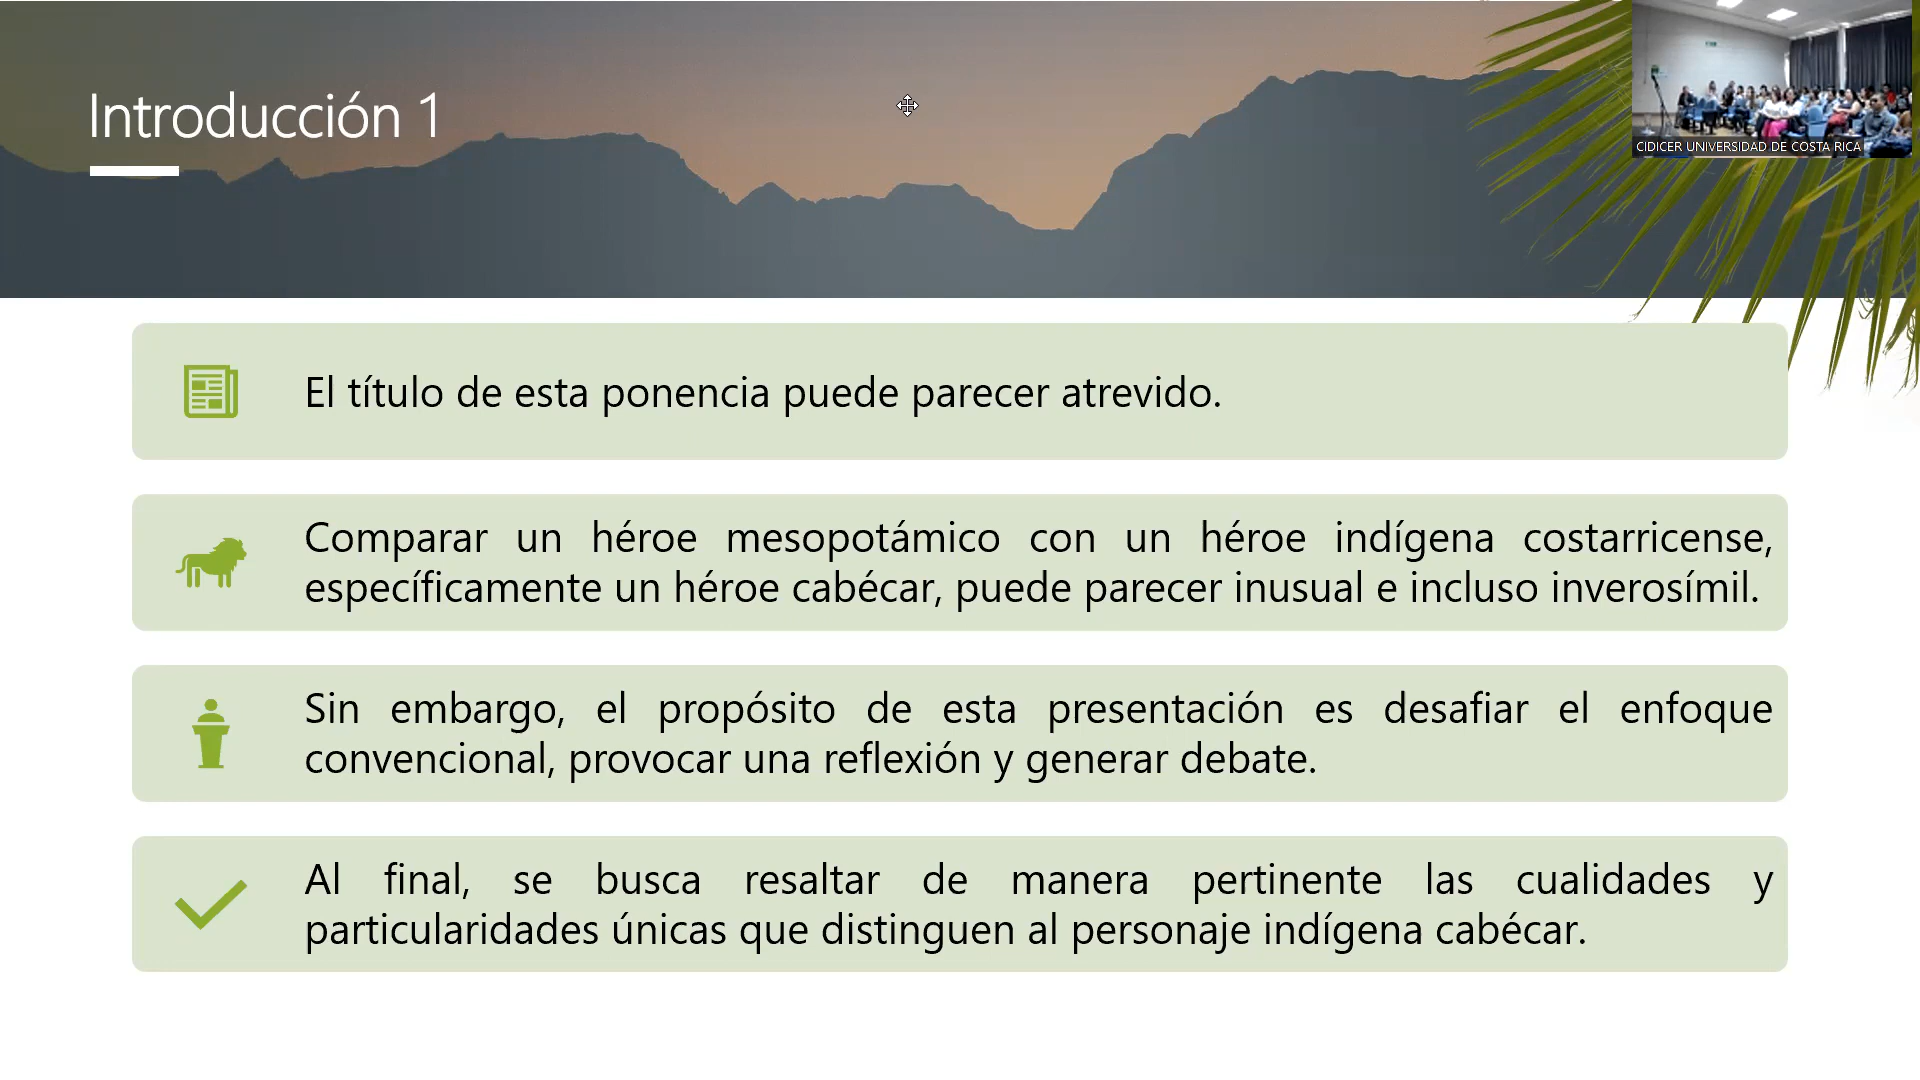 Introducción 1
CIDICER UNIVERSIDAD DE COSTA RICA
El título de esta ponencia puede parecer atrevido.
Comparar un héroe mesopotámico con un héroe indígena costarricense,
específicamente un héroe cabécar, puede parecer inusual e incluso inverosímil.
Sin embargo, el propósito de esta presentación es desafiar el enfoque
convencional, provocar una reflexión y generar debate.
Al final, se busca resaltar de manera pertinente las cualidades y
particularidades únicas que distinguen al personaje indígena cabécar.